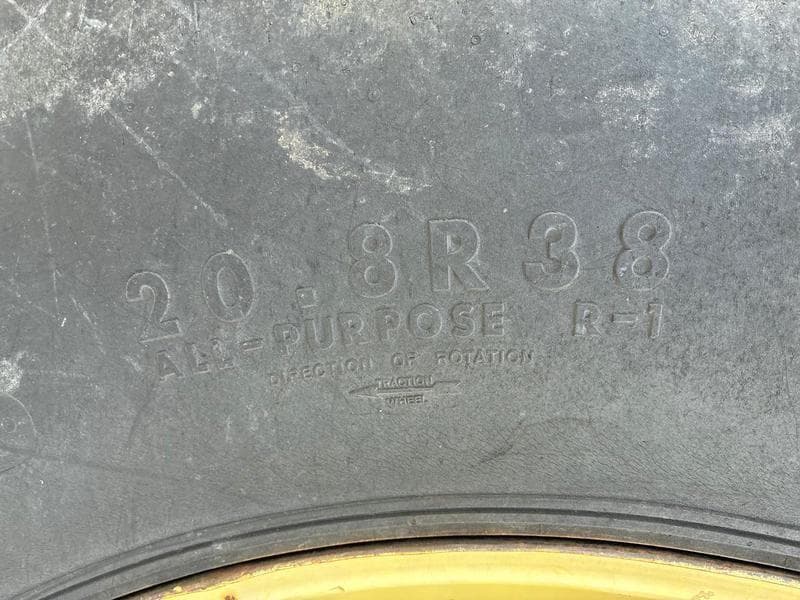 20.8R38
ALL-PURPOSE R-1
DIRECTION OF ROTATION
TRACTION
WHEEL